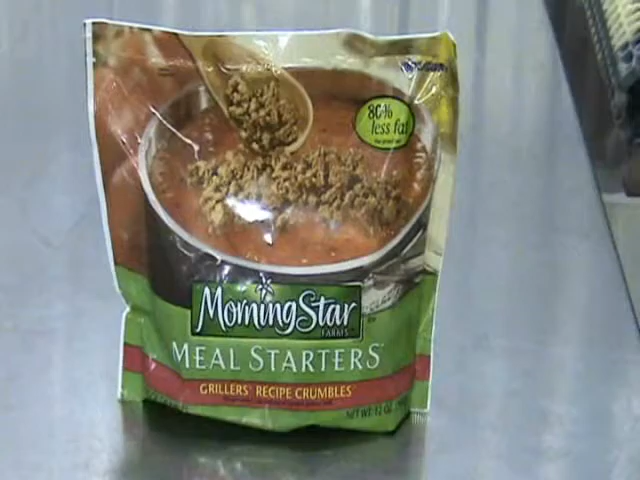 80%
less fat
MorningStar
FARMS
MEAL STARTERS
GRILLERS® RECIPE CRUMBLES
NET WT. 12 OZ.